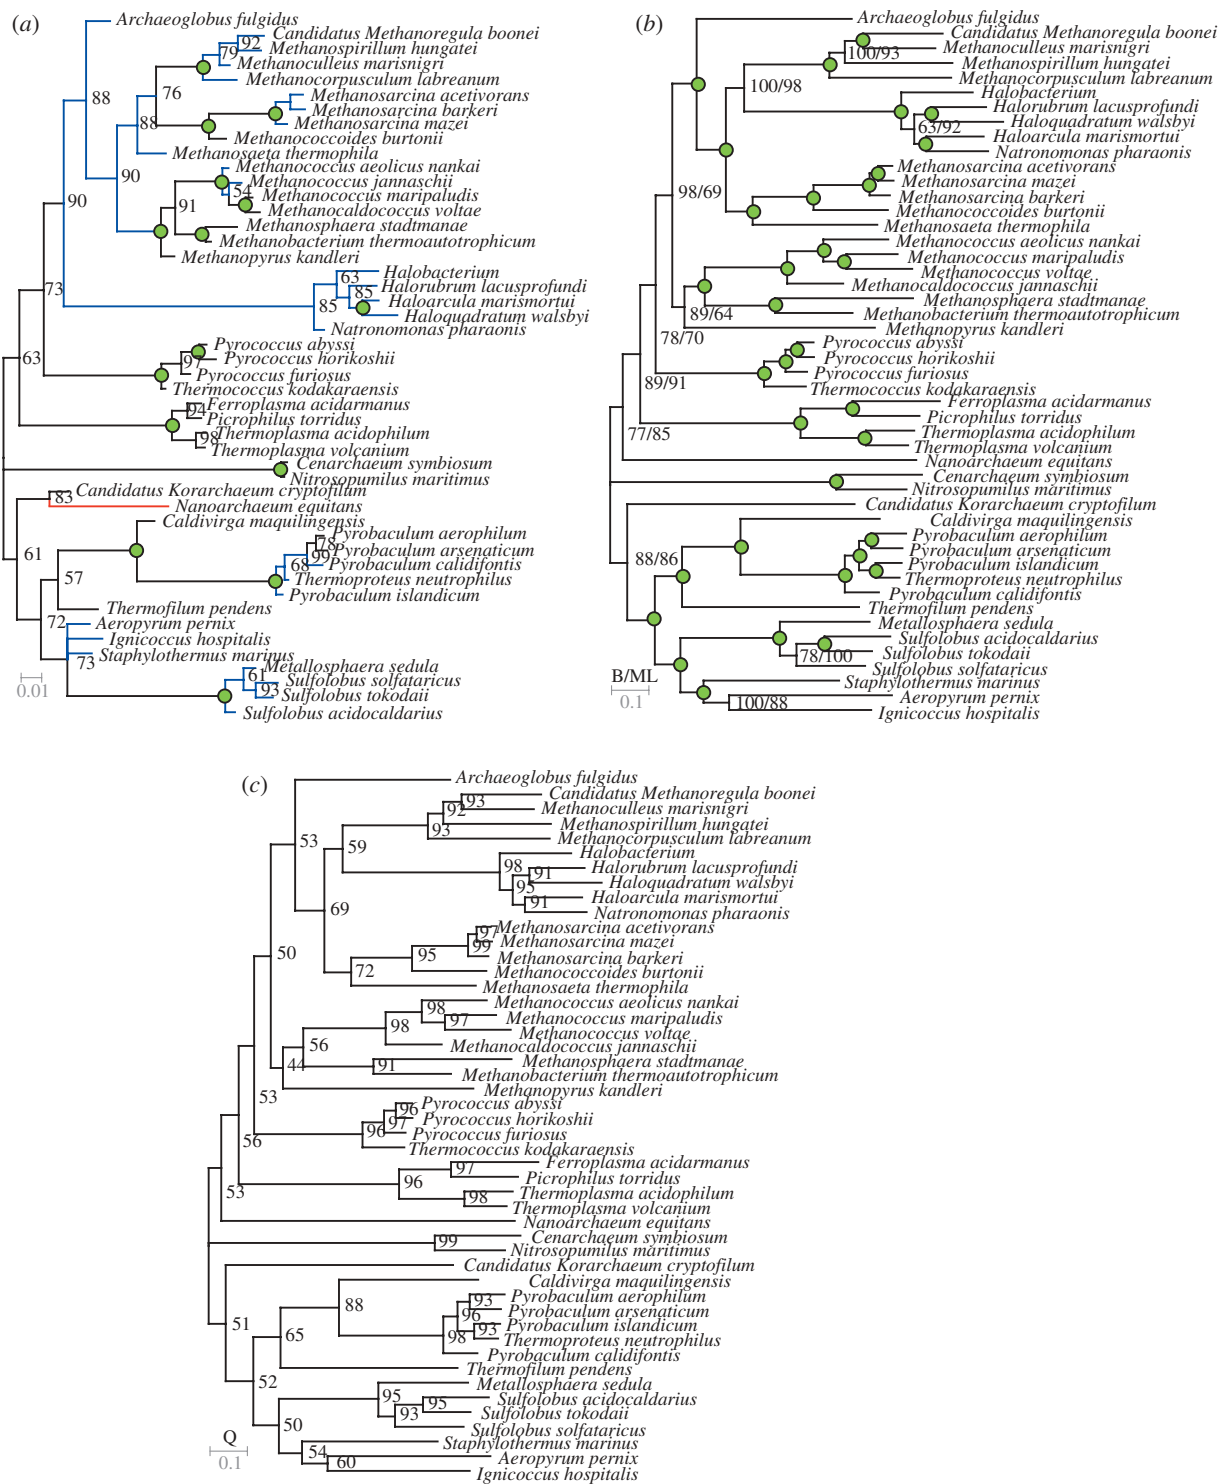 (a)
Archaeoglobus fulgidus
Candidatus Methanoregula boonei
92
Methanospirillum hungatei
79
Methanoculleus marisnigri
Methanocorpusculum labreanum
76
88
Methanosarcina acetivorans
Methanosarcina barkeri
Methanosarcina mazei
88
Methanococcoides burtonii
Methanosaeta thermophila
Methanococcus aeolicus nankai
90
Methanococcus jannaschii
54
Methanococcus maripaludis
90
91
Methanocaldococcus voltae
Methanosphaera stadtmanae
Methanobacterium thermoautotrophicum
Methanopyrus kandleri
Halobacterium
63
Halorubrum lacusprofundi
73
85
Haloarcula marismortui
85
Haloquadratum walsbyi
Natronomonas pharaonis
Pyrococcus abyssi
63
97
Pyrococcus horikoshii
Pyrococcus furiosus
Thermococcus kodakaraensis
Ferroplasma acidarmanus
94
Picrophilus torridus
98
Thermoplasma acidophilum
Thermoplasma volcanium
Cenarchaeum symbiosum
Nitrosopumilus maritimus
Candidatus Korarchaeum cryptofilum
83
Nanoarchaeum equitans
Caldivirga maquilingensis
Pyrobaculum aerophilum
78
61
99
Pyrobaculum arsenaticum
68
Pyrobaculum calidifontis
57
Thermoproteus neutrophilus
Pyrobaculum islandicum
Thermofilum pendens
72
Aeropyrum pernix
Ignicoccus hospitalis
73
Staphylothermus marinus
Metallosphaera sedula
61
Sulfolobus solfataricus
93
Sulfolobus tokodaii
Sulfolobus acidocaldarius
0.01
(b)
Archaeoglobus fulgidus
Candidatus Methanoregula boonei
100/93
Methanoculleus marisnigri
Methanospirillum hungatei
100/98
Methanocorpusculum labreanum
Halobacterium
Halorubrum lacusprofundi
63/92
Haloquadratum walsbyi
Haloarcula marismortui
Natronomonas pharaonis
Methanosarcina acetivorans
98/69
Methanosarcina mazei
Methanosarcina barkeri
Methanococcoides burtonii
Methanosaeta thermophila
Methanococcus aeolicus nankai
Methanococcus maripaludis
Methanococcus voltae
Methanocaldococcus jannaschii
Methanosphaera stadtmanae
89/64
Methanobacterium thermoautotrophicum
78/70
Methanopyrus kandleri
Pyrococcus abyssi
Pyrococcus horikoshii
Pyrococcus furiosus
89/91
Thermococcus kodakaraensis
Ferroplasma acidarmanus
Picrophilus torridus
77/85
Thermoplasma acidophilum
Thermoplasma volcanium
Nanoarchaeum equitans
Cenarchaeum symbiosum
Nitrosopumilus maritimus
Candidatus Korarchaeum cryptofilum
Caldivirga maquilingensis
Pyrobaculum aerophilum
88/86
Pyrobaculum arsenaticum
Pyrobaculum islandicum
Thermoproteus neutrophilus
Pyrobaculum calidifontis
Thermofilum pendens
Metallosphaera sedula
Sulfolobus acidocaldarius
78/100
Sulfolobus tokodaii
Sulfolobus solfataricus
B/ML
Staphylothermus marinus
0.1
100/88
Aeropyrum pernix
Ignicoccus hospitalis
(c)
Archaeoglobus fulgidus
Candidatus Methanoregula boonei
93
92
Methanoculleus marisnigri
93
Methanospirillum hungatei
53
59
Methanocorpusculum labreanum
Halobacterium
98
Halorubrum lacusprofundi
91
95
Haloquadratum walsbyi
Haloarcula marismortui
69
91
Natronomonas pharaonis
Methanosarcina acetivorans
97
99
Methanosarcina mazei
50
95
Methanosarcina barkeri
72
Methanococcoides burtonii
Methanosaeta thermophila
Methanococcus aeolicus nankai
98
Methanococcus maripaludis
98
97
Methanococcus voltae
56
Methanocaldococcus jannaschii
44
Methanosphaera stadtmanae
91
Methanobacterium thermoautotrophicum
53
Methanopyrus kandleri
Pyrococcus abyssi
96
97
Pyrococcus horikoshii
56
96
Pyrococcus furiosus
Thermococcus kodakaraensis
Ferroplasma acidarmanus
97
96
Picrophilus torridus
53
Thermoplasma acidophilum
98
Thermoplasma volcanium
Nanoarchaeum equitans
Cenarchaeum symbiosum
99
Nitrosopumilus maritimus
Candidatus Korarchaeum cryptofilum
Caldivirga maquilingensis
88
Pyrobaculum aerophilum
93
96
Pyrobaculum arsenaticum
51
65
Pyrobaculum islandicum
98
93
Thermoproteus neutrophilus
Pyrobaculum calidifontis
52
Thermofilum pendens
Metallosphaera sedula
95
Sulfolobus acidocaldarius
95
93
Sulfolobus tokodaii
50
Sulfolobus solfataricus
Q
Staphylothermus marinus
54
0.1
60
Aeropyrum pernix
Ignicoccus hospitalis